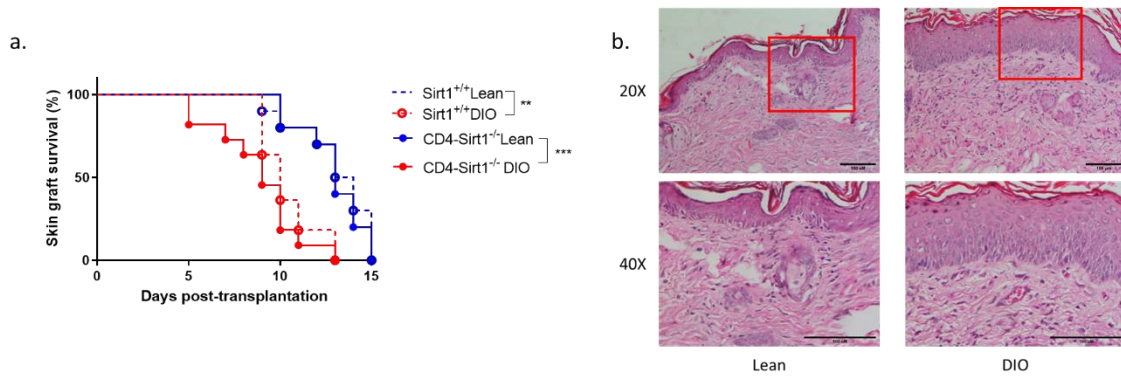 a.
Skin graft survival (%)
100
50
0
0
5
10
15
Days post-transplantation
Sirt1+/+Lean
Sirt1+/+DIO
**
CD4-Sirt1-/-Lean
CD4-Sirt1-/- DIO
***
b.
20X
40X
Lean
DIO